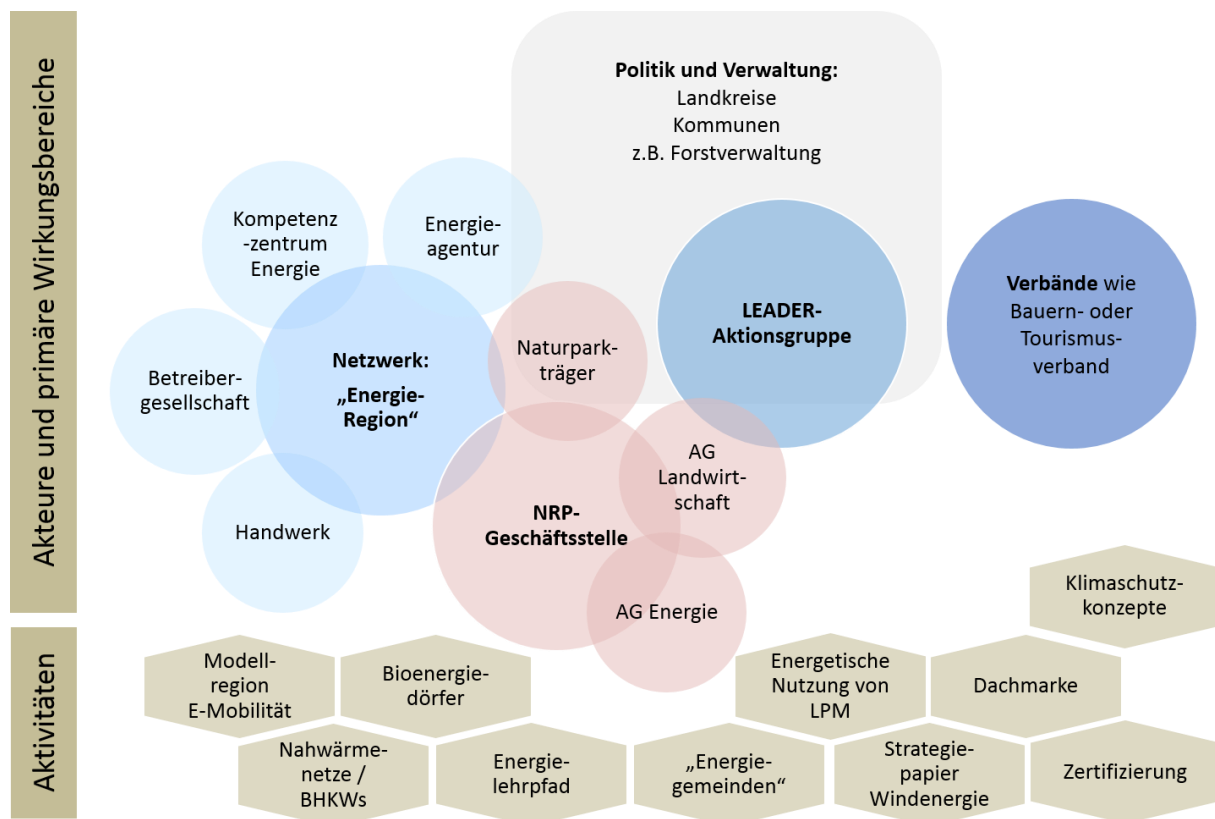 Akteure und primäre Wirkungsbereiche
Politik und Verwaltung:
Landkreise
Kommunen
z.B. Forstverwaltung
Kompetenz
-zentrum
Energie
Energie-
agentur
Verbände wie
Bauern- oder
Tourismus-
verband
LEADER-
Aktionsgruppe
Naturpark-
träger
Netzwerk:
„Energie-
Region“
Betreiber-
gesellschaft
AG
Landwirt-
schaft
NRP-
Geschäftsstelle
Handwerk
AG Energie
Klimaschutz-
konzepte
Aktivitäten
Modell-
region
E-Mobilität
Bioenergie-
dörfer
Energetische
Nutzung von
LPM
Dachmarke
Nahwärme-
netze /
BHKWs
Energie-
lehrpfad
„Energie-
gemeinden“
Strategie-
papier
Windenergie
Zertifizierung